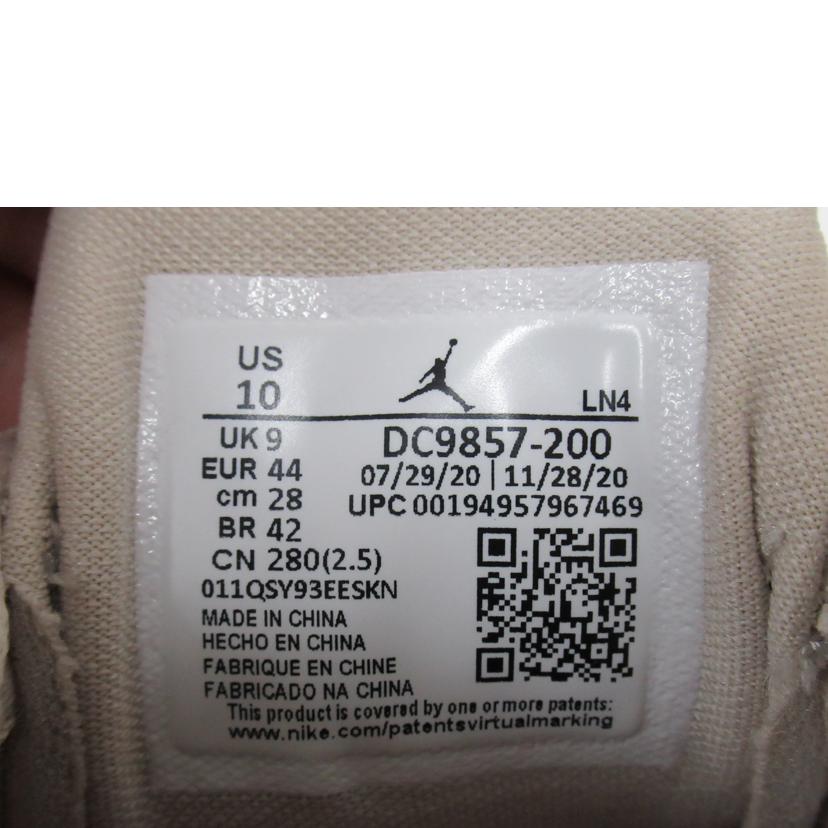 US
10
LN4
UK 9
DC9857-200
EUR 44
07/29/20 | 11/28/20
cm 28
UPC 00194957967469
BR 42
CN 280(2.5)
011QSY93EESKN
MADE IN CHINA
HECHO EN CHINA
FABRIQUE EN CHINE
FABRICADO NA CHINA
This product is covered by one or more patents:
www.nike.com/patentsvirtualmarking